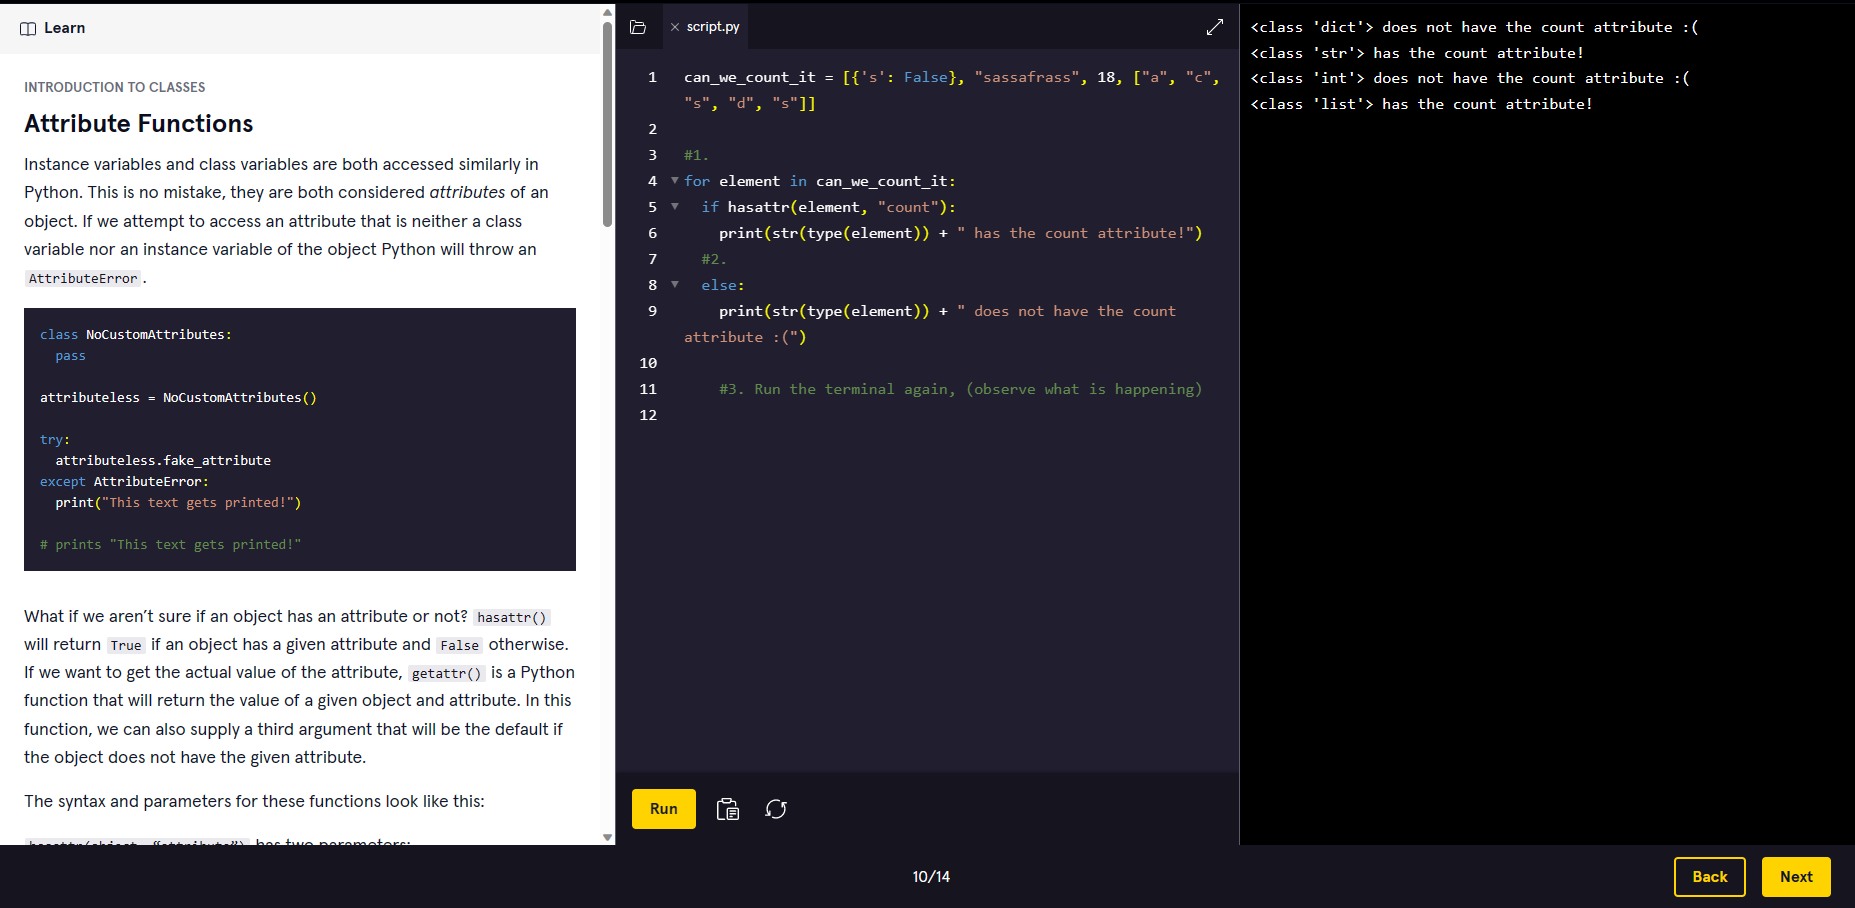 Learn
INTRODUCTION TO CLASSES
Attribute Functions
Instance variables and class variables are both accessed similarly in
Python. This is no mistake, they are both considered attributes of an
object. If we attempt to access an attribute that is neither a class
variable nor an instance variable of the object Python will throw an
AttributeError .
class NoCustomAttributes:
  pass
attributeless = NoCustomAttributes()
try:
  attributeless.fake_attribute
except AttributeError:
  print("This text gets printed!")
# prints "This text gets printed!"
What if we aren’t sure if an object has an attribute or not? hasattr()
will return True if an object has a given attribute and False otherwise.
If we want to get the actual value of the attribute, getattr() is a Python
function that will return the value of a given object and attribute. In this
function, we can also supply a third argument that will be the default if
the object does not have the given attribute.
The syntax and parameters for these functions look like this:
hasattr(object, “attribute”) has two parameters:
script.py
1 can_we_count_it = [{'s': False}, "sassafrass", 18, ["a", "c",
"s", "d", "s"]]
2
3 #1.
4 for element in can_we_count_it:
5   if hasattr(element, "count"):
6     print(str(type(element)) + " has the count attribute!")
7   #2.
8   else:
9     print(str(type(element)) + " does not have the count
attribute :(")
10
11     #3. Run the terminal again, (observe what is happening)
12
Run
<class 'dict'> does not have the count attribute :(
<class 'str'> has the count attribute!
<class 'int'> does not have the count attribute :(
<class 'list'> has the count attribute!
10/14
Back
Next